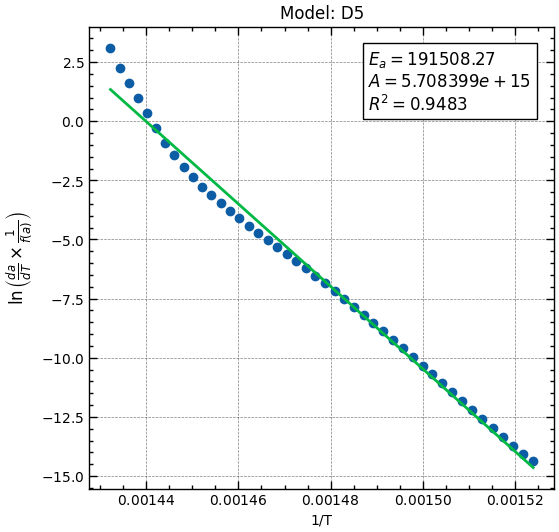 Model: D5
E_a = 191508.27
A = 5.708399e + 15
R² = 0.9483
2.5
0.0
−2.5
−5.0
−7.5
−10.0
−12.5
−15.0
ln (da/dT × 1/f(a))
0.00144 0.00146 0.00148 0.00150 0.00152
1/T